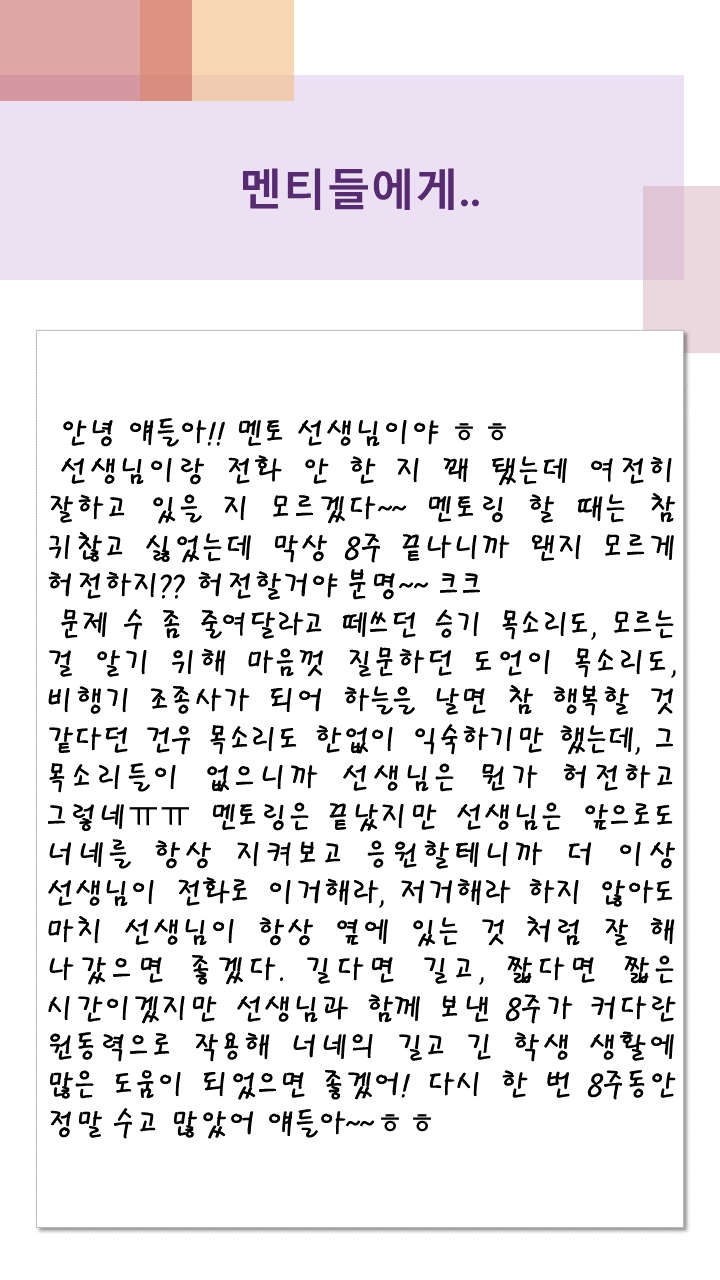 멘티들에게..
안녕 얘들아!! 멘토 선생님이야 ㅎㅎ
선생님이랑 전화 안 한 지 꽤 됐는데 여전히
잘하고 있을 지 모르겠다~~ 멘토링 할 때는 참
귀찮고 싫었는데 막상 8주 끝나니까 왠지 모르게
허전하지?? 허전할거야 분명~~ 크크
문제 수 좀 줄여달라고 떼쓰던 승기 목소리도, 모르는
걸 알기 위해 마음껏 질문하던 도언이 목소리도,
비행기 조종사가 되어 하늘을 날면 참 행복할 것
같다던 건우 목소리도 한없이 익숙하기만 했는데, 그
목소리들이 없으니까 선생님은 뭔가 허전하고
그렇네ㅠㅠ 멘토링은 끝났지만 선생님은 앞으로도
너네를 항상 지켜보고 응원할테니까 더 이상
선생님이 전화로 이거해라, 저거해라 하지 않아도
마치 선생님이 항상 옆에 있는 것 처럼 잘 해
나갔으면 좋겠다. 길다면 길고, 짧다면 짧은
시간이겠지만 선생님과 함께 보낸 8주가 커다란
원동력으로 작용해 너네의 길고 긴 학생 생활에
많은 도움이 되었으면 좋겠어! 다시 한 번 8주동안
정말 수고 많았어 얘들아~~ㅎㅎ